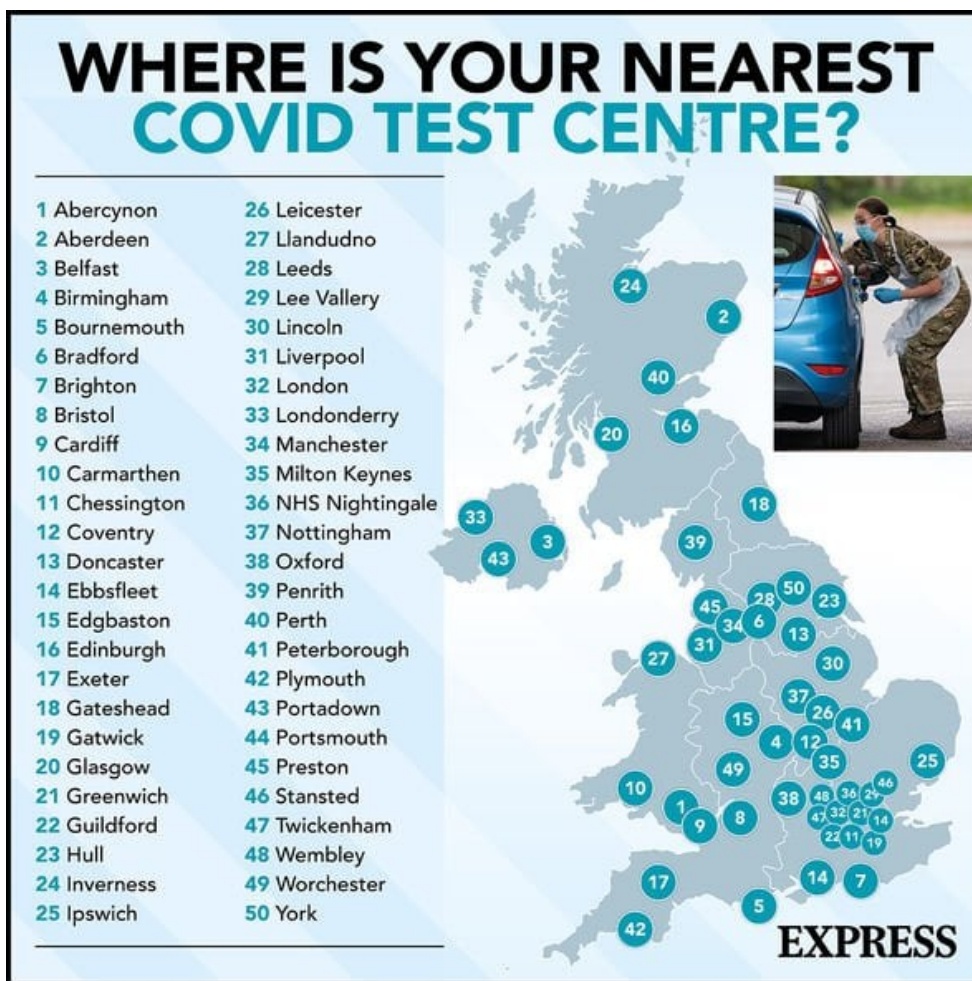 WHERE IS YOUR NEAREST
COVID TEST CENTRE?
1 Abercynon
2 Aberdeen
3 Belfast
4 Birmingham
5 Bournemouth
6 Bradford
7 Brighton
8 Bristol
9 Cardiff
10 Carmarthen
11 Chessington
12 Coventry
13 Doncaster
14 Ebbsfleet
15 Edgbaston
16 Edinburgh
17 Exeter
18 Gateshead
19 Gatwick
20 Glasgow
21 Greenwich
22 Guildford
23 Hull
24 Inverness
25 Ipswich
26 Leicester
27 Llandudno
28 Leeds
29 Lee Vallery
30 Lincoln
31 Liverpool
32 London
33 Londonderry
34 Manchester
35 Milton Keynes
36 NHS Nightingale
37 Nottingham
38 Oxford
39 Penrith
40 Perth
41 Peterborough
42 Plymouth
43 Portadown
44 Portsmouth
45 Preston
46 Stansted
47 Twickenham
48 Wembley
49 Worchester
50 York
24
2
40
20
16
33
3
43
18
39
50
28
23
45
34
6
13
31
27
30
37
26
41
15
4
12
35
25
49
10
1
9
8
38
48
36
29
46
47
32
21
14
22
11
19
17
14
7
5
42
EXPRESS